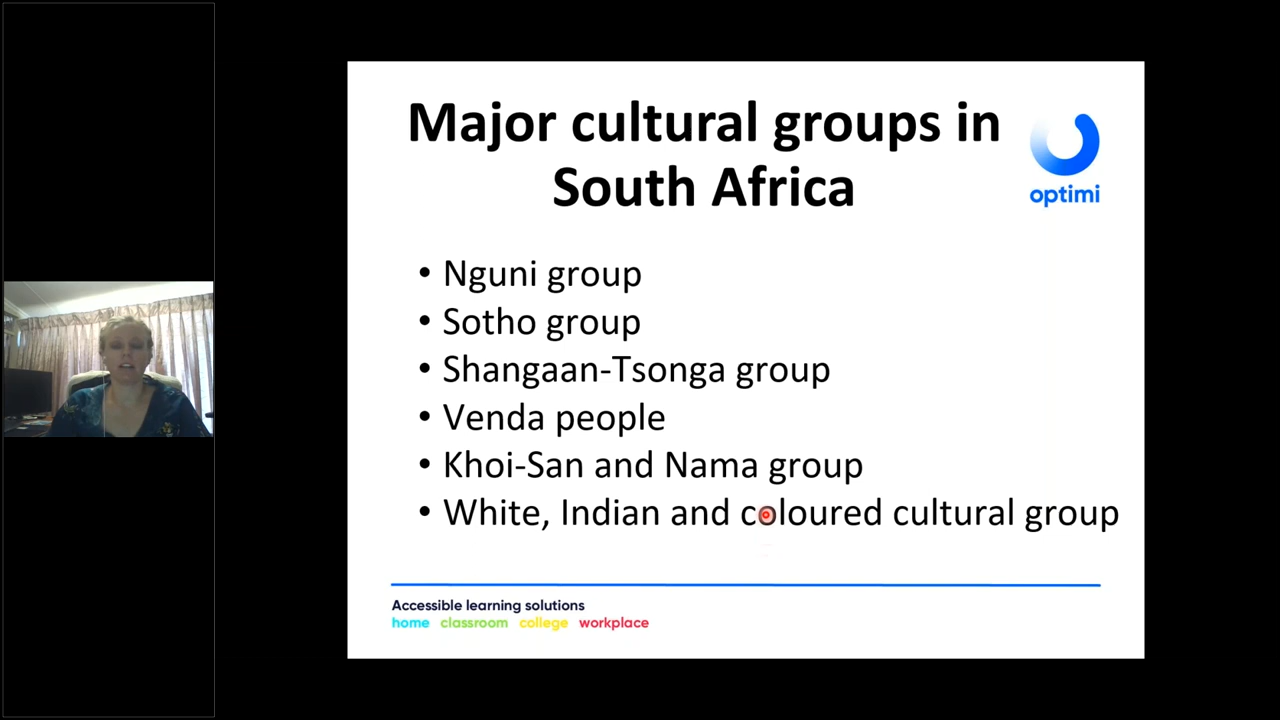 Major cultural groups in
South Africa
optimi
• Nguni group
• Sotho group
• Shangaan-Tsonga group
• Venda people
• Khoi-San and Nama group
• White, Indian and coloured cultural group
Accessible learning solutions
home classroom college workplace